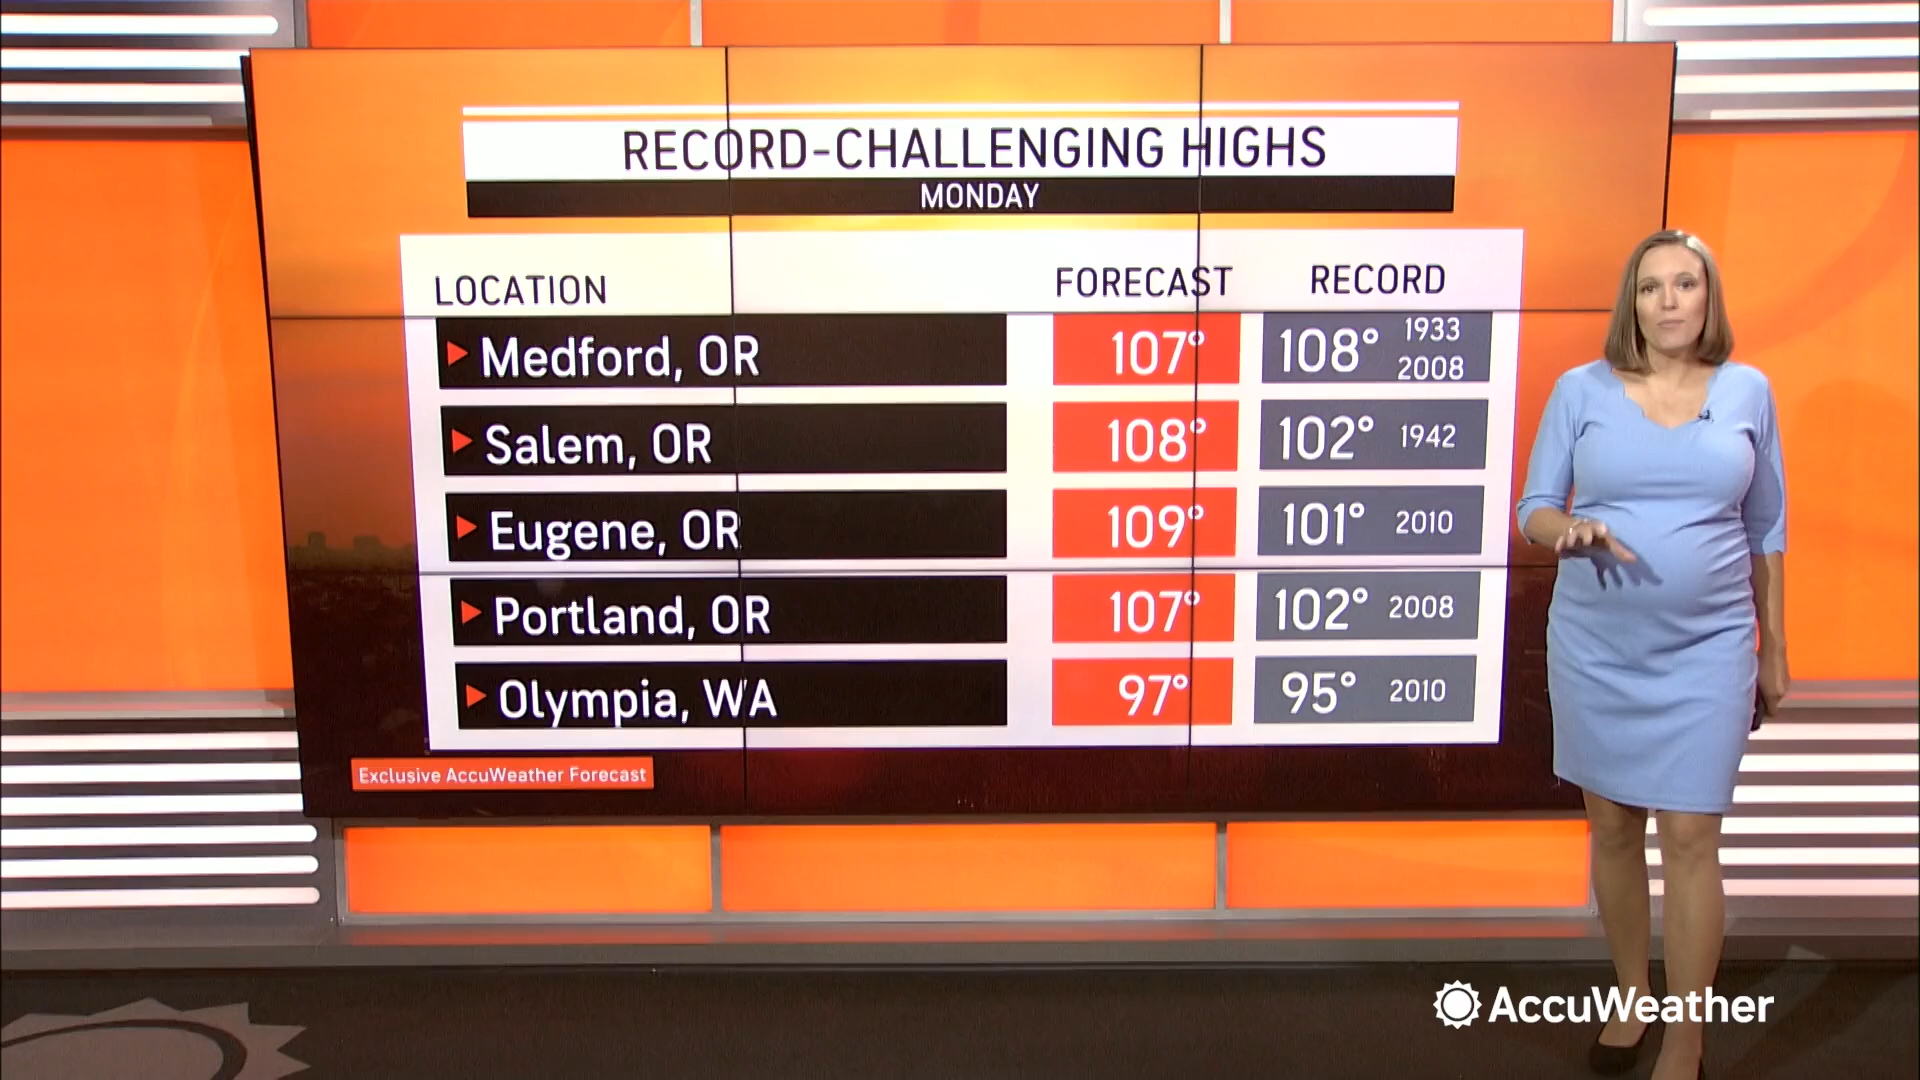 RECORD-CHALLENGING HIGHS
MONDAY
LOCATION FORECAST RECORD
Medford, OR 107° 108° 1933 2008
Salem, OR 108° 102° 1942
Eugene, OR 109° 101° 2010
Portland, OR 107° 102° 2008
Olympia, WA 97° 95° 2010
Exclusive AccuWeather Forecast
AccuWeather